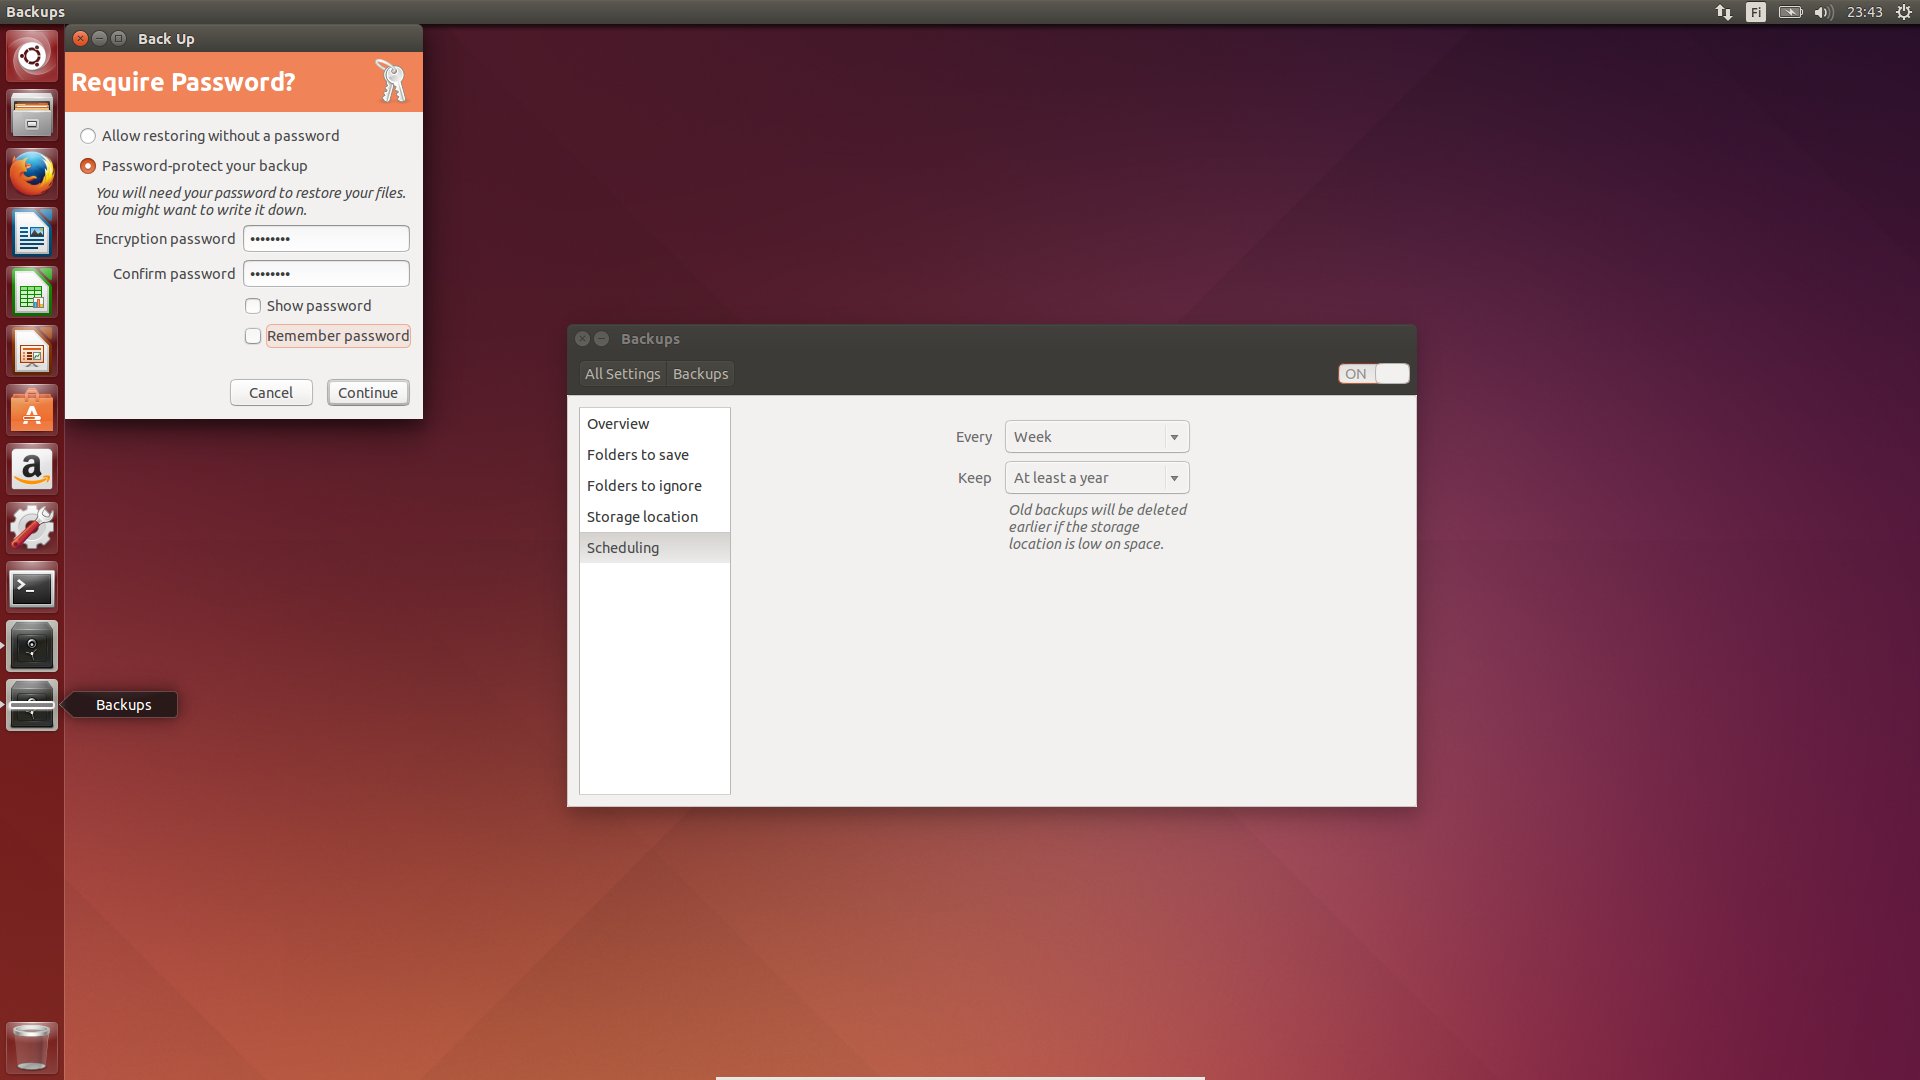 Backups
Fi
23:43
Back Up
Require Password?
Allow restoring without a password
Password-protect your backup
You will need your password to restore your files.
You might want to write it down.
Encryption password ••••••••
Confirm password ••••••••
Show password
Remember password
Cancel
Continue
Backups
All Settings
Backups
ON
Overview
Folders to save
Folders to ignore
Storage location
Scheduling
Every Week
Keep At least a year
Old backups will be deleted
earlier if the storage
location is low on space.
Backups